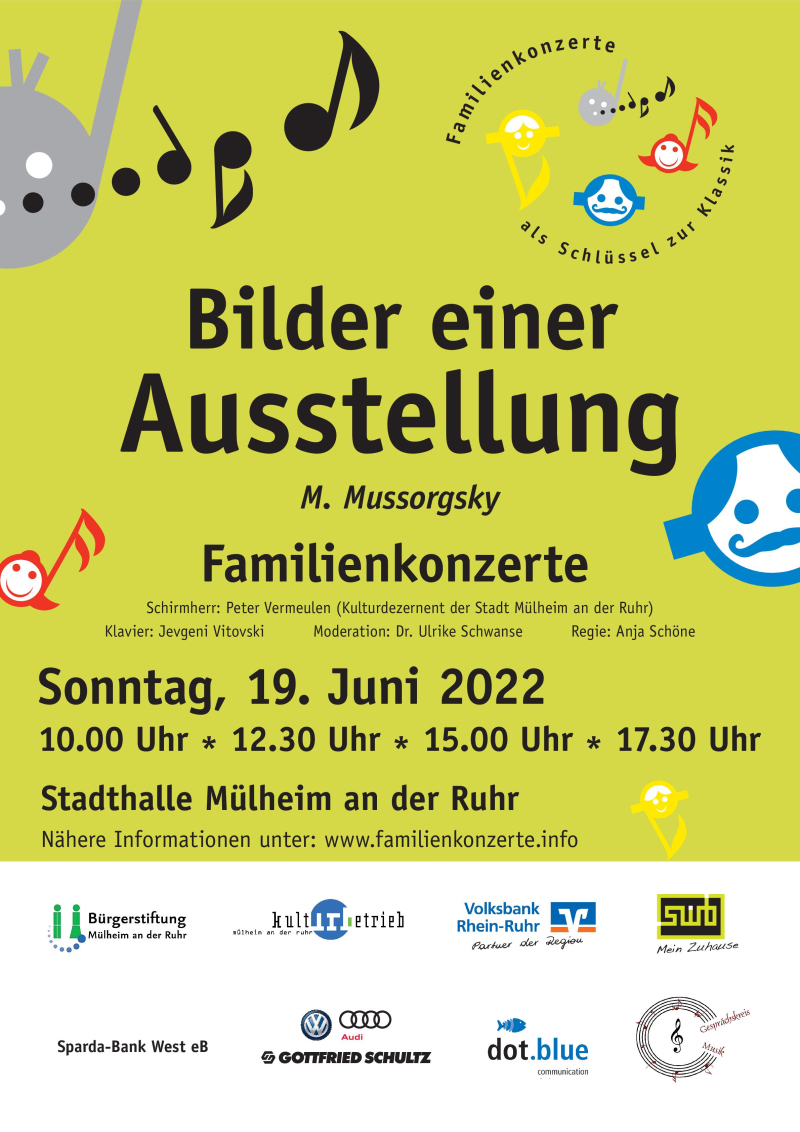 Familienkonzerte
als Schlüssel zur Klassik
Bilder einer
Ausstellung
M. Mussorgsky
Familienkonzerte
Schirmherr: Peter Vermeulen (Kulturdezernent der Stadt Mülheim an der Ruhr)
Klavier: Jevgeni Vitovski Moderation: Dr. Ulrike Schwanse Regie: Anja Schöne
Sonntag, 19. Juni 2022
10.00 Uhr * 12.30 Uhr * 15.00 Uhr * 17.30 Uhr
Stadthalle Mülheim an der Ruhr
Nähere Informationen unter: www.familienkonzerte.info
Bürgerstiftung
Mülheim an der Ruhr
kulturbetrieb
mülheim an der ruhr
Volksbank
Rhein-Ruhr
Partner der Region
swb
Mein Zuhause
Sparda-Bank West eB
Audi
GOTTFRIED SCHULTZ
dot.blue
communication
Gesprächskreis
Musik